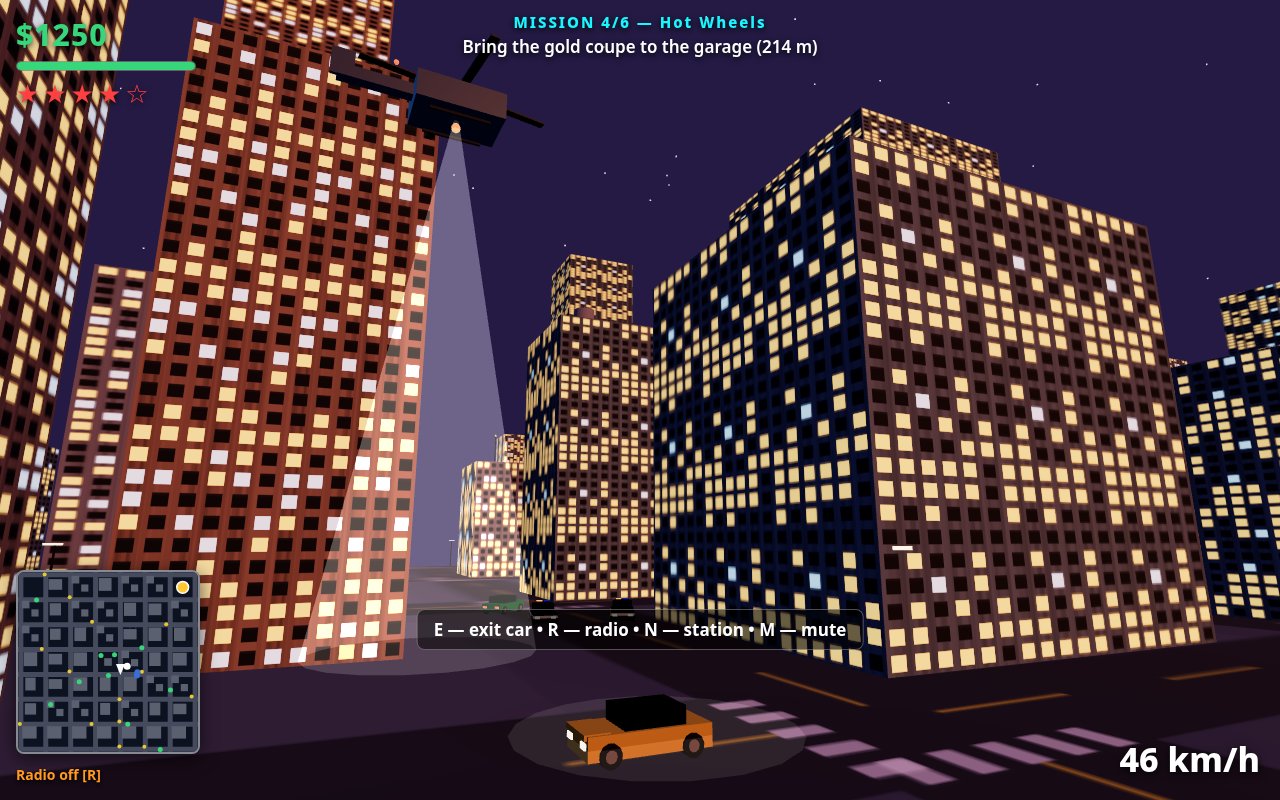 $1250
MISSION 4/6 — Hot Wheels
Bring the gold coupe to the garage (214 m)
★★★★☆
E — exit car • R — radio • N — station • M — mute
Radio off [R]
46 km/h